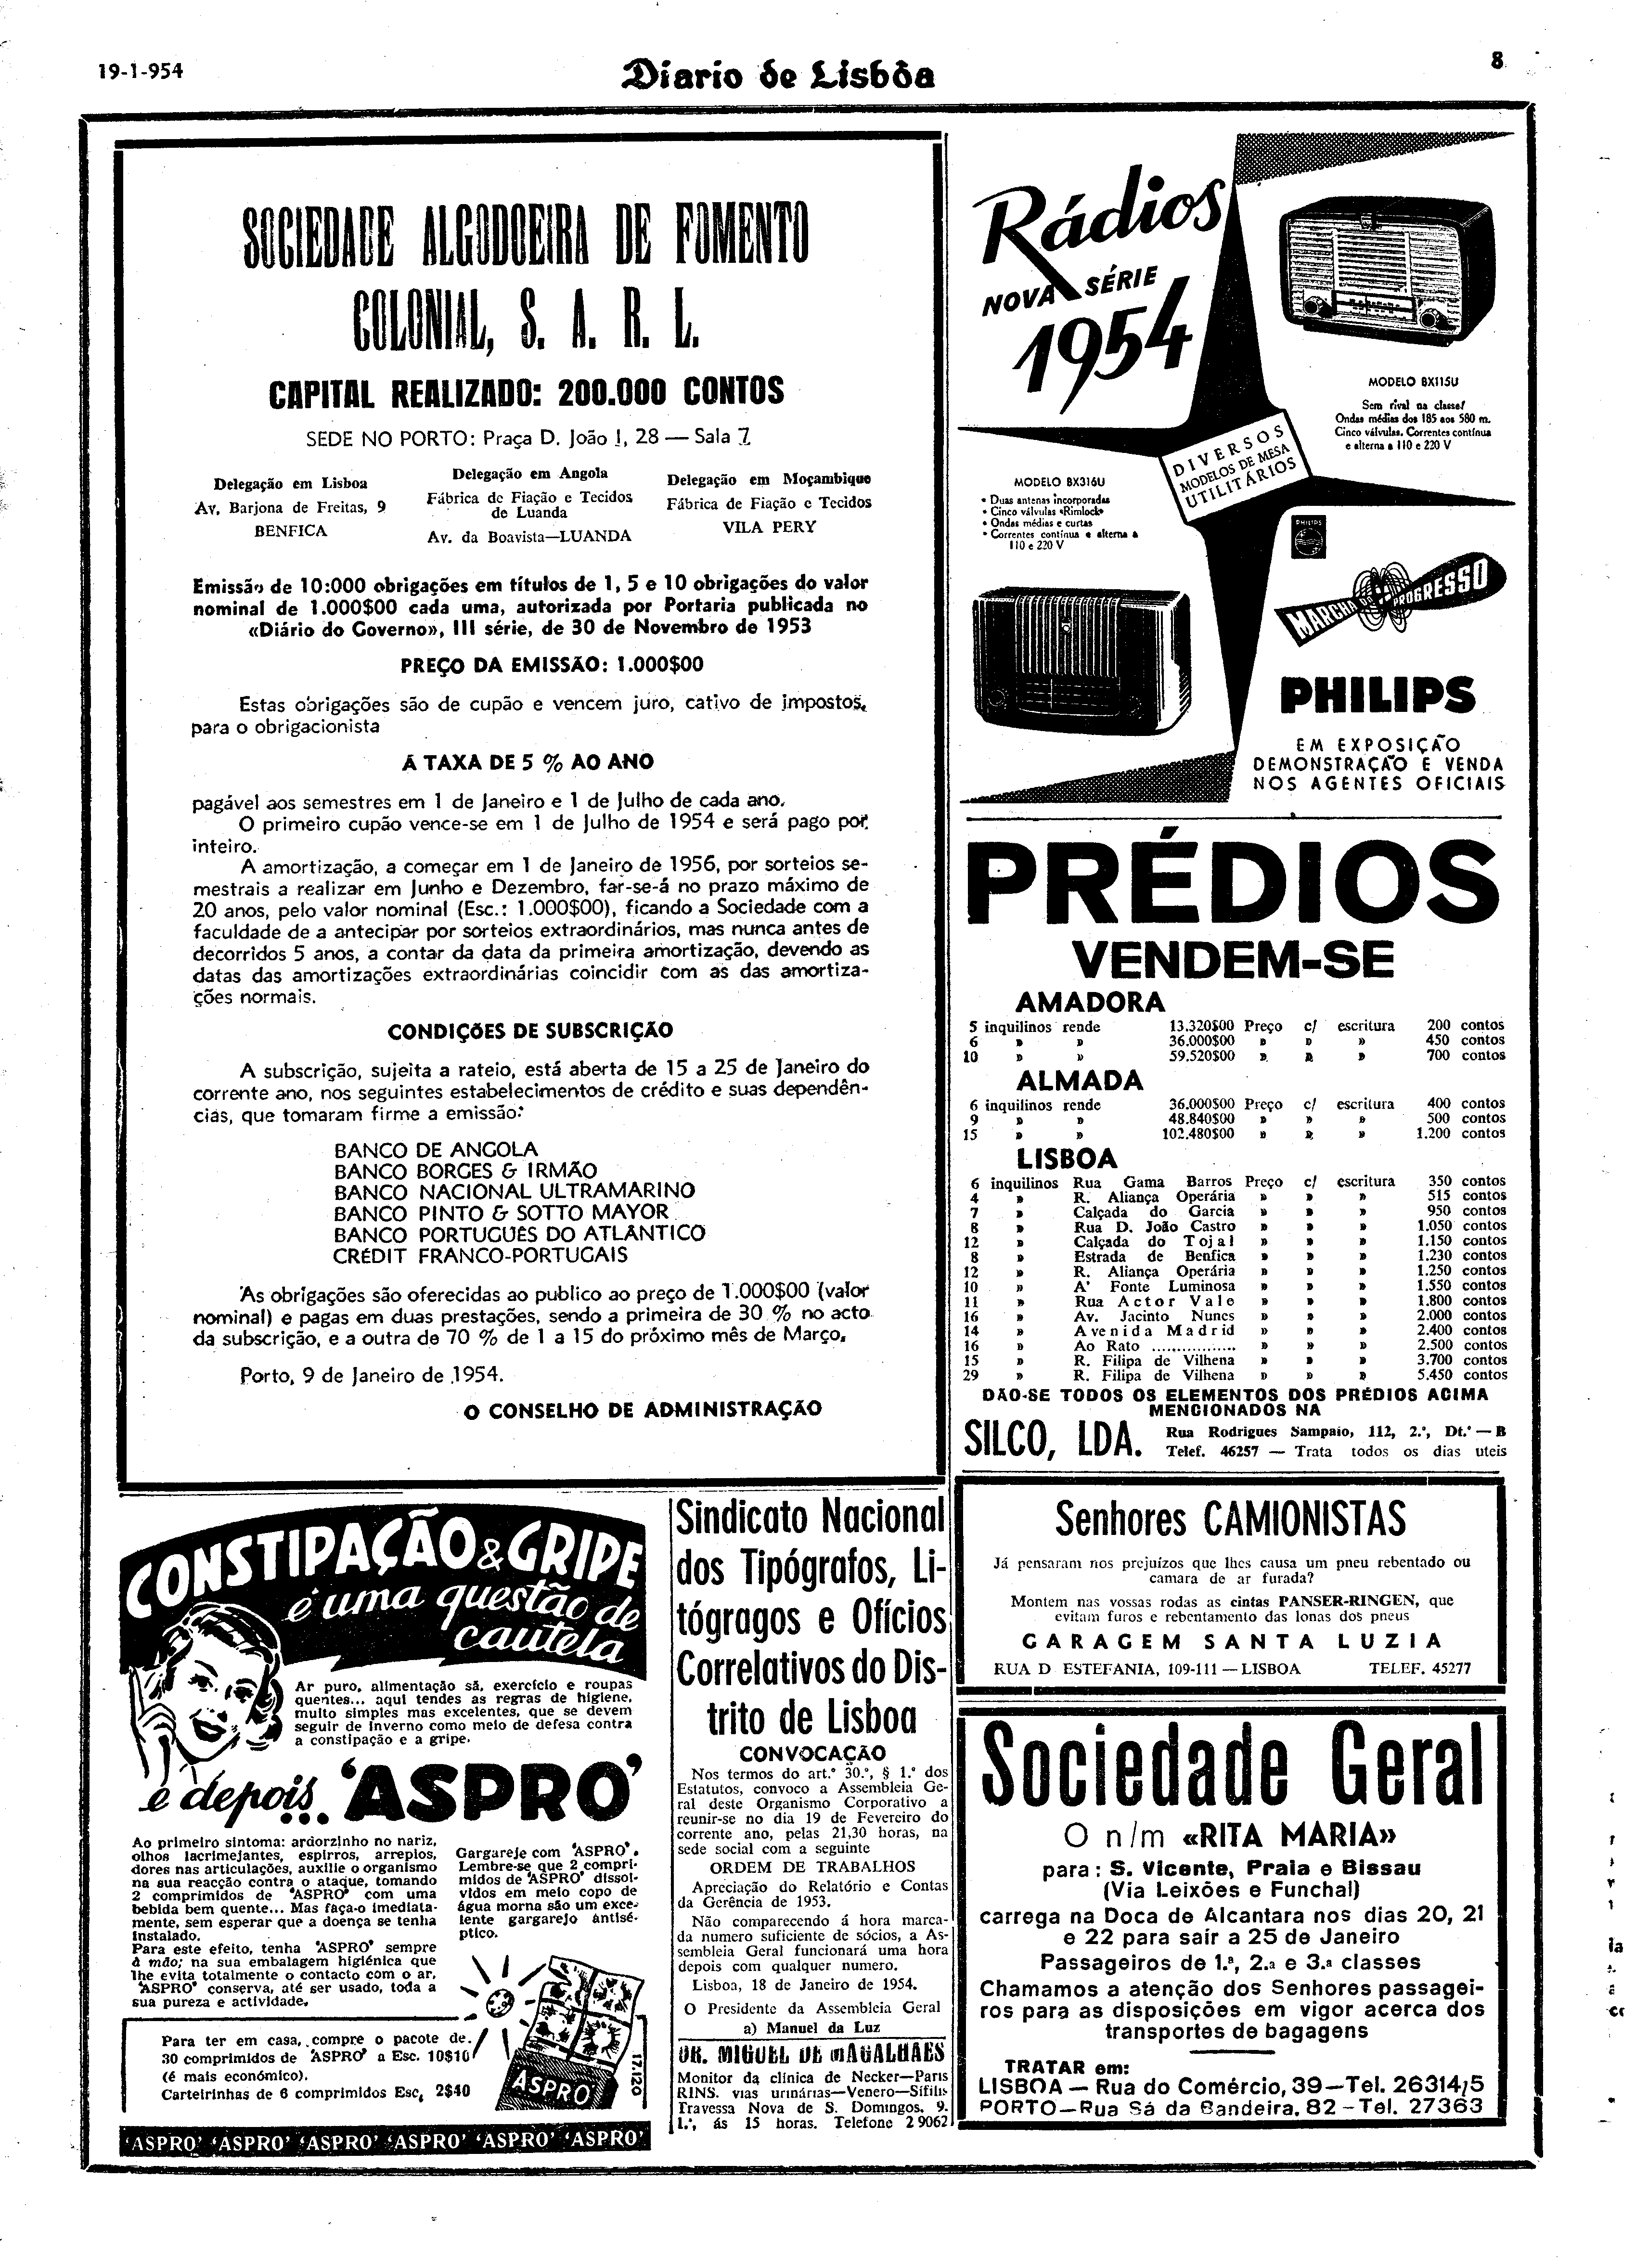 19-1-954
Diario de Lisbôa
8
SOCIEDADE ALGODOEIRA DE FOMENTO
COLONIAL, S. A. R. L.
CAPITAL REALIZADO: 200.000 CONTOS
SEDE NO PORTO: Praça D. João I, 28 — Sala 7
Delegação em Lisboa
Av. Barjona de Freitas, 9
BENFICA
Delegação em Angola
Fábrica de Fiação e Tecidos
de Luanda
Av. da Boavista—LUANDA
Delegação em Moçambique
Fábrica de Fiação e Tecidos
VILA PERY
Emissão de 10:000 obrigações em títulos de 1, 5 e 10 obrigações do valor
nominal de 1.000$00 cada uma, autorizada por Portaria publicada no
«Diário do Governo», III série, de 30 de Novembro de 1953
PREÇO DA EMISSÃO: 1.000$00
Estas obrigações são de cupão e vencem juro, cativo de impostos,
para o obrigacionista
Á TAXA DE 5 % AO ANO
pagável aos semestres em 1 de Janeiro e 1 de Julho de cada ano.
O primeiro cupão vence-se em 1 de Julho de 1954 e será pago por
inteiro.
A amortização, a começar em 1 de Janeiro de 1956, por sorteios se-
mestrais a realizar em Junho e Dezembro, far-se-á no prazo máximo de
20 anos, pelo valor nominal (Esc.: 1.000$00), ficando a Sociedade com a
faculdade de a antecipar por sorteios extraordinários, mas nunca antes de
decorridos 5 anos, a contar da data da primeira amortização, devendo as
datas das amortizações extraordinárias coincidir com as das amortiza-
ções normais.
CONDIÇÕES DE SUBSCRIÇÃO
A subscrição, sujeita a rateio, está aberta de 15 a 25 de Janeiro do
corrente ano, nos seguintes estabelecimentos de crédito e suas dependên-
cias, que tomaram firme a emissão:
BANCO DE ANGOLA
BANCO BORGES & IRMÃO
BANCO NACIONAL ULTRAMARINO
BANCO PINTO & SOTTO MAYOR
BANCO PORTUGUÊS DO ATLÂNTICO
CRÉDIT FRANCO-PORTUGAIS
As obrigações são oferecidas ao publico ao preço de 1.000$00 (valor
nominal) e pagas em duas prestações, sendo a primeira de 30 % no acto
da subscrição, e a outra de 70 % de 1 a 15 do próximo mês de Março.
Porto, 9 de Janeiro de 1954.
O CONSELHO DE ADMINISTRAÇÃO
Rádios
NOVA SÉRIE
1954
MODELO BX115U
Sem rival na classe!
Ondas médias dos 185 aos 580 m.
Cinco válvulas. Correntes contínua
e alterna a 110 e 220 V
DIVERSOS
MODELOS DE MESA
UTILITÁRIOS
MODELO BX316U
• Duas antenas incorporadas
• Cinco válvulas «Rimlock»
• Ondas médias e curtas
• Correntes contínua e alterna a
110 e 220 V
PHILIPS
MARCHA DO PROGRESSO
PHILIPS
EM EXPOSIÇÃO
DEMONSTRAÇÃO E VENDA
NOS AGENTES OFICIAIS
PRÉDIOS
VENDEM-SE
AMADORA
5 inquilinos rende 13.320$00 Preço c/ escritura 200 contos
6 » » 36.000$00 » » » 450 contos
10 » » 59.520$00 » » » 700 contos
ALMADA
6 inquilinos rende 36.000$00 Preço c/ escritura 400 contos
9 » » 48.840$00 » » » 500 contos
15 » » 102.480$00 » » » 1.200 contos
LISBOA
6 inquilinos Rua Gama Barros Preço c/ escritura 350 contos
4 » R. Aliança Operária » » » 515 contos
7 » Calçada do Garcia » » » 950 contos
8 » Rua D. João Castro » » » 1.050 contos
12 » Calçada do Tojal » » » 1.150 contos
8 » Estrada de Benfica » » » 1.230 contos
12 » R. Aliança Operária » » » 1.250 contos
10 » A' Fonte Luminosa » » » 1.550 contos
11 » Rua Actor Vale » » » 1.800 contos
16 » Av. Jacinto Nunes » » » 2.000 contos
14 » Avenida Madrid » » » 2.400 contos
16 » Ao Rato ................ » » » 2.500 contos
15 » R. Filipa de Vilhena » » » 3.700 contos
29 » R. Filipa de Vilhena » » » 5.450 contos
DÃO-SE TODOS OS ELEMENTOS DOS PRÉDIOS ACIMA
MENCIONADOS NA
SILCO, LDA.
Rua Rodrigues Sampaio, 112, 2.º, Dt.º — B
Telef. 46257 — Trata todos os dias uteis
CONSTIPAÇÃO & GRIPE
é uma questão de
cautela
Ar puro, alimentação sã, exercício e roupas
quentes... aqui tendes as regras de higiene,
muito simples mas excelentes, que se devem
seguir de inverno como meio de defesa contra
a constipação e a gripe.
e depois... 'ASPRO'
Ao primeiro sintoma: ardorzinho no nariz,
olhos lacrimejantes, espirros, arrepios,
dores nas articulações, auxilie o organismo
na sua reacção contra o ataque, tomando
2 comprimidos de 'ASPRO' com uma
bebida bem quente... Mas faça-o imediata-
mente, sem esperar que a doença se tenha
instalado.
Para este efeito, tenha 'ASPRO' sempre
à mão; na sua embalagem higiénica que
lhe evita totalmente o contacto com o ar,
'ASPRO' conserva, até ser usado, toda a
sua pureza e actividade.
Gargareje com 'ASPRO'.
Lembre-se que 2 compri-
midos de 'ASPRO' dissol-
vidos em meio copo de
água morna são um exce-
lente gargarejo antisé-
ptico.
Para ter em casa, compre o pacote de
30 comprimidos de 'ASPRO' a Esc. 10$10
(é mais económico).
Carteirinhas de 6 comprimidos Esc. 2$40
ASPRO
17.120
'ASPRO' 'ASPRO' 'ASPRO' 'ASPRO' 'ASPRO' 'ASPRO'
Sindicato Nacional
dos Tipógrafos, Li-
tógragos e Ofícios
Correlativos do Dis-
trito de Lisboa
CONVOCAÇÃO
Nos termos do art.º 30.º, § 1.º dos
Estatutos, convoco a Assembleia Ge-
ral deste Organismo Corporativo a
reunir-se no dia 19 de Fevereiro do
corrente ano, pelas 21,30 horas, na
sede social com a seguinte
ORDEM DE TRABALHOS
Apreciação do Relatório e Contas
da Gerência de 1953.
Não comparecendo á hora marca-
da numero suficiente de sócios, a As-
sembleia Geral funcionará uma hora
depois com qualquer numero.
Lisboa, 18 de Janeiro de 1954.
O Presidente da Assembleia Geral
a) Manuel da Luz
DR. MIGUEL DE MAGALHÃES
Monitor da clínica de Necker—Paris
RINS. vias urinárias—Venero—Sífilis
Travessa Nova de S. Domingos, 9.
1.º, ás 15 horas. Telefone 2 9062
Senhores CAMIONISTAS
Já pensaram nos prejuízos que lhes causa um pneu rebentado ou
camara de ar furada?
Montem nas vossas rodas as cintas PANSER-RINGEN, que
evitam furos e rebentamento das lonas dos pneus
GARAGEM SANTA LUZIA
RUA D ESTEFANIA, 109-111 — LISBOA TELEF. 45277
Sociedade Geral
O n/m «RITA MARIA»
para: S. Vicente, Praia e Bissau
(Via Leixões e Funchal)
carrega na Doca de Alcantara nos dias 20, 21
e 22 para sair a 25 de Janeiro
Passageiros de 1.ª, 2.ª e 3.ª classes
Chamamos a atenção dos Senhores passagei-
ros para as disposições em vigor acerca dos
transportes de bagagens
TRATAR em:
LISBOA — Rua do Comércio, 39—Tel. 26314/5
PORTO—Rua Sá da Bandeira, 82 – Tel. 27363